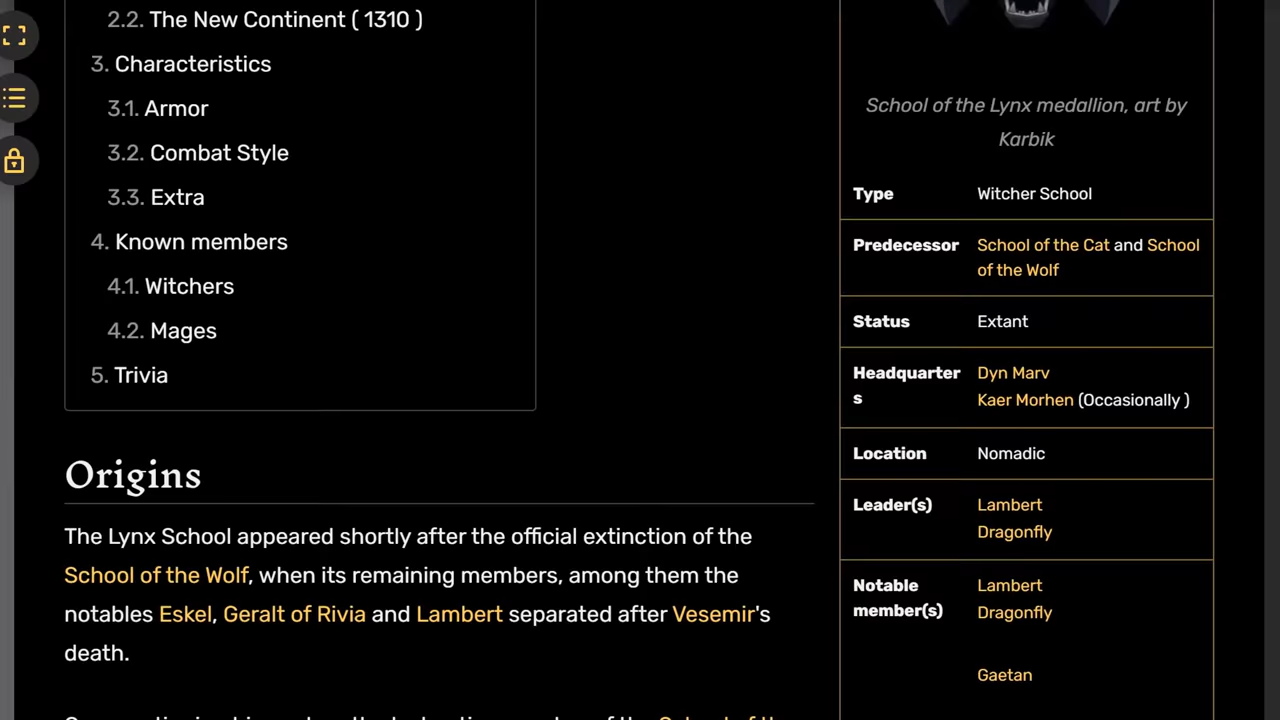 2.2. The New Continent ( 1310 )
3. Characteristics
3.1. Armor
3.2. Combat Style
3.3. Extra
4. Known members
4.1. Witchers
4.2. Mages
5. Trivia
Origins
The Lynx School appeared shortly after the official extinction of the
School of the Wolf, when its remaining members, among them the
notables Eskel, Geralt of Rivia and Lambert separated after Vesemir's
death.
School of the Lynx medallion, art by
Karbik
Type Witcher School
Predecessor School of the Cat and School
of the Wolf
Status Extant
Headquarter Dyn Marv
s Kaer Morhen (Occasionally )
Location Nomadic
Leader(s) Lambert
Dragonfly
Notable Lambert
member(s) Dragonfly
Gaetan